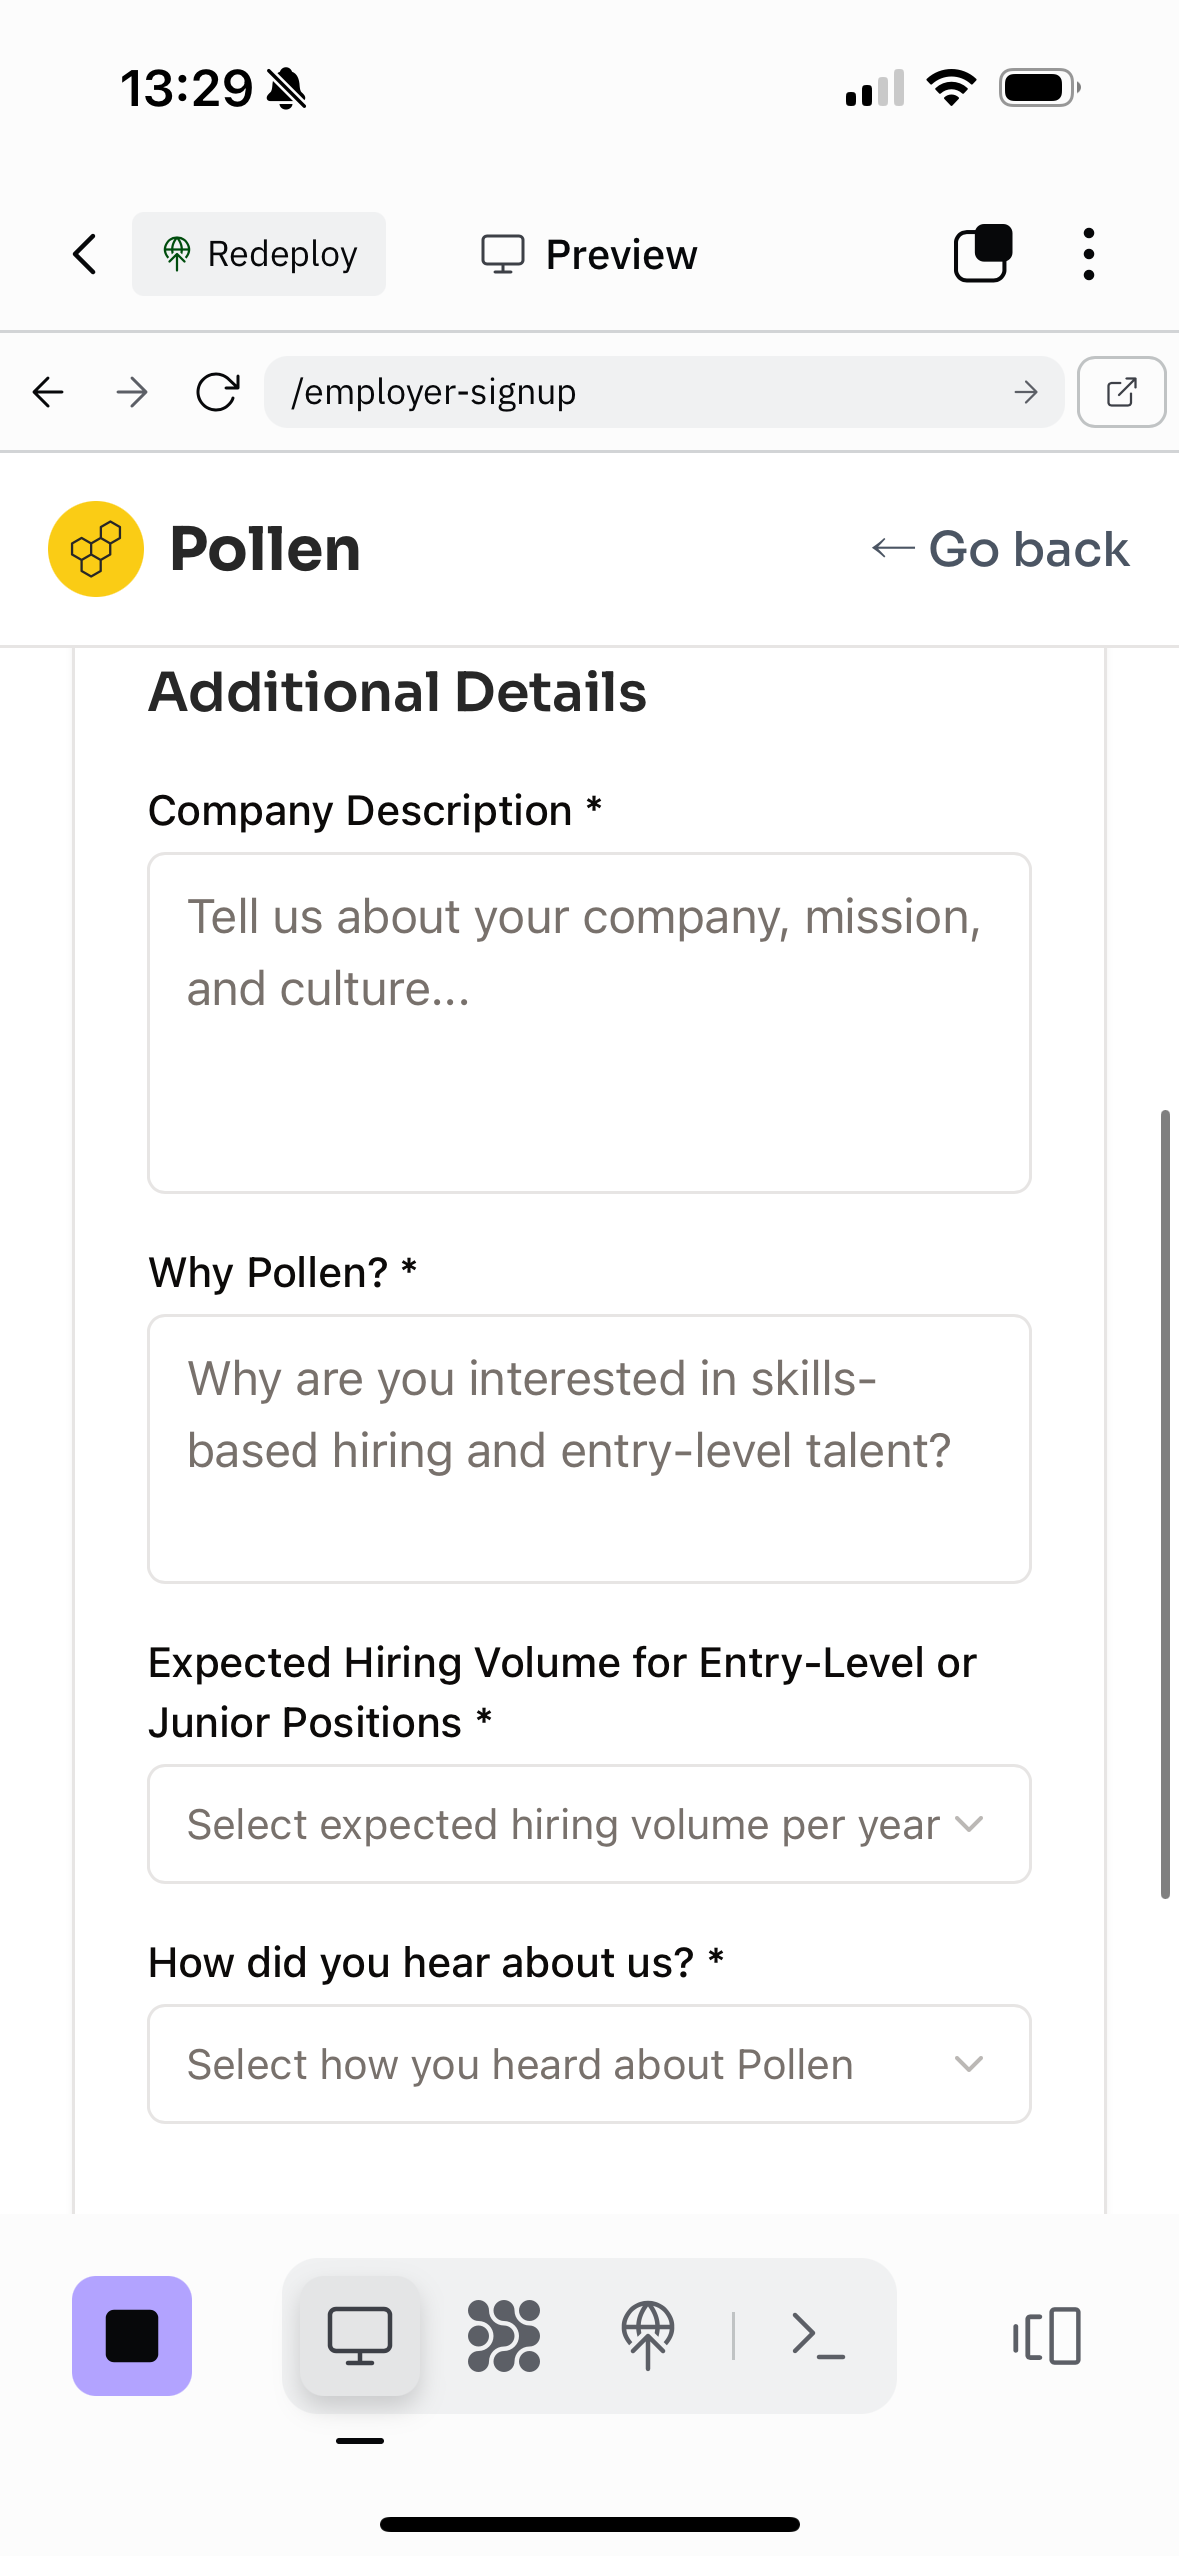 13:29
Redeploy
Preview
/employer-signup
Pollen
← Go back
Additional Details
Company Description *
Tell us about your company, mission,
and culture...
Why Pollen? *
Why are you interested in skills-
based hiring and entry-level talent?
Expected Hiring Volume for Entry-Level or
Junior Positions *
Select expected hiring volume per year
How did you hear about us? *
Select how you heard about Pollen